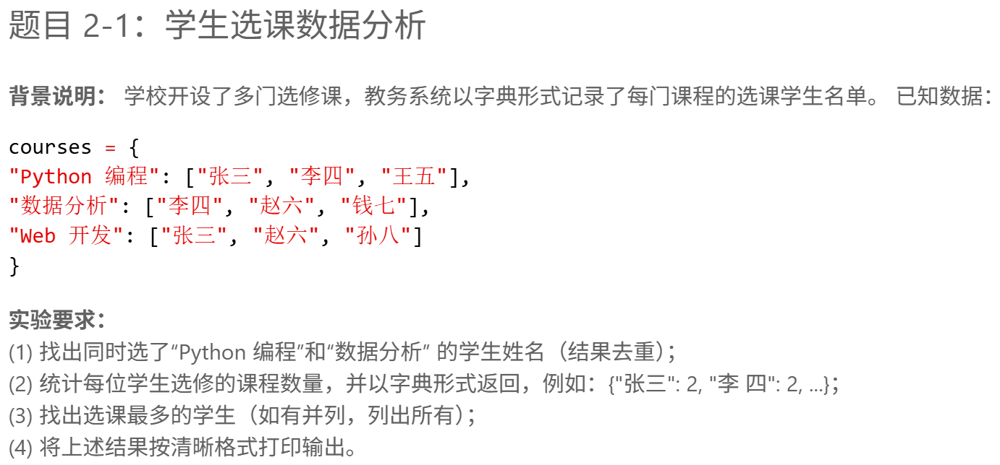 题目 2-1：学生选课数据分析
背景说明： 学校开设了多门选修课，教务系统以字典形式记录了每门课程的选课学生名单。 已知数据：
courses = {
"Python 编程": ["张三", "李四", "王五"],
"数据分析": ["李四", "赵六", "钱七"],
"Web 开发": ["张三", "赵六", "孙八"]
}
实验要求：
(1) 找出同时选了“Python 编程”和“数据分析” 的学生姓名（结果去重）；
(2) 统计每位学生选修的课程数量，并以字典形式返回，例如：{"张三": 2, "李 四": 2, ...}；
(3) 找出选课最多的学生（如有并列，列出所有）；
(4) 将上述结果按清晰格式打印输出。